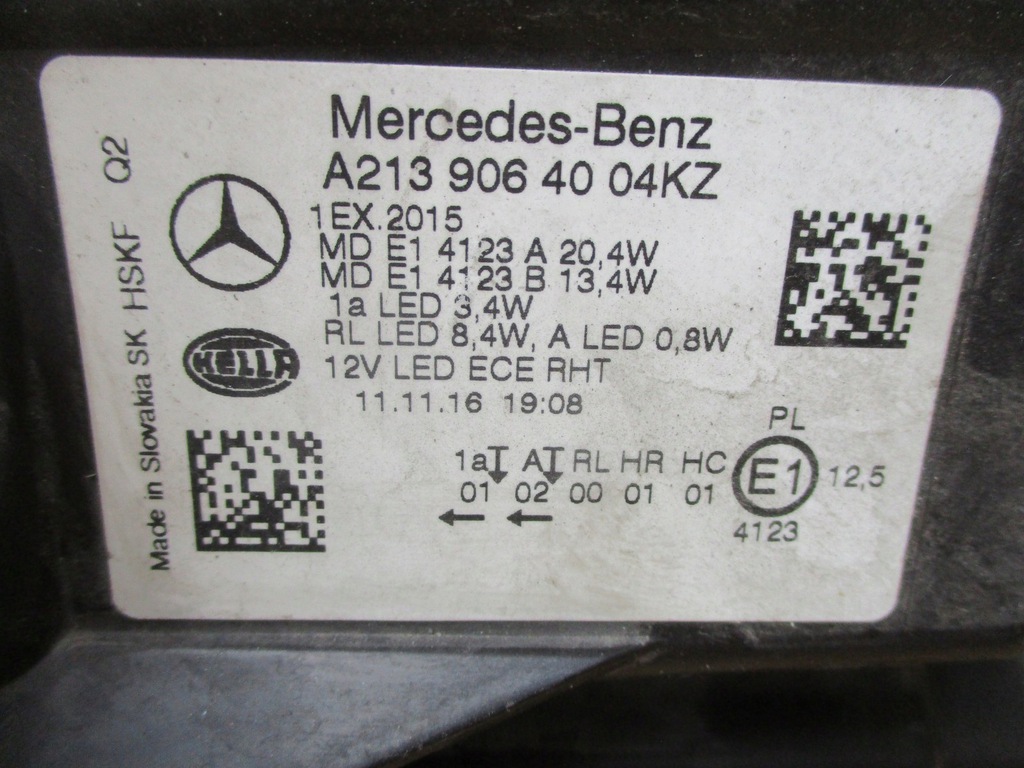 Mercedes-Benz
A213 906 40 04KZ
1EX.2015
MD E1 4123 A 20,4W
MD E1 4123 B 13,4W
1a LED 3,4W
RL LED 8,4W, A LED 0,8W
12V LED ECE RHT
11.11.16 19:08
HELLA
Made in Slovakia SK HSKF Q2
1a A RL HR HC
01 02 00 01 01
PL
E1 12,5
4123